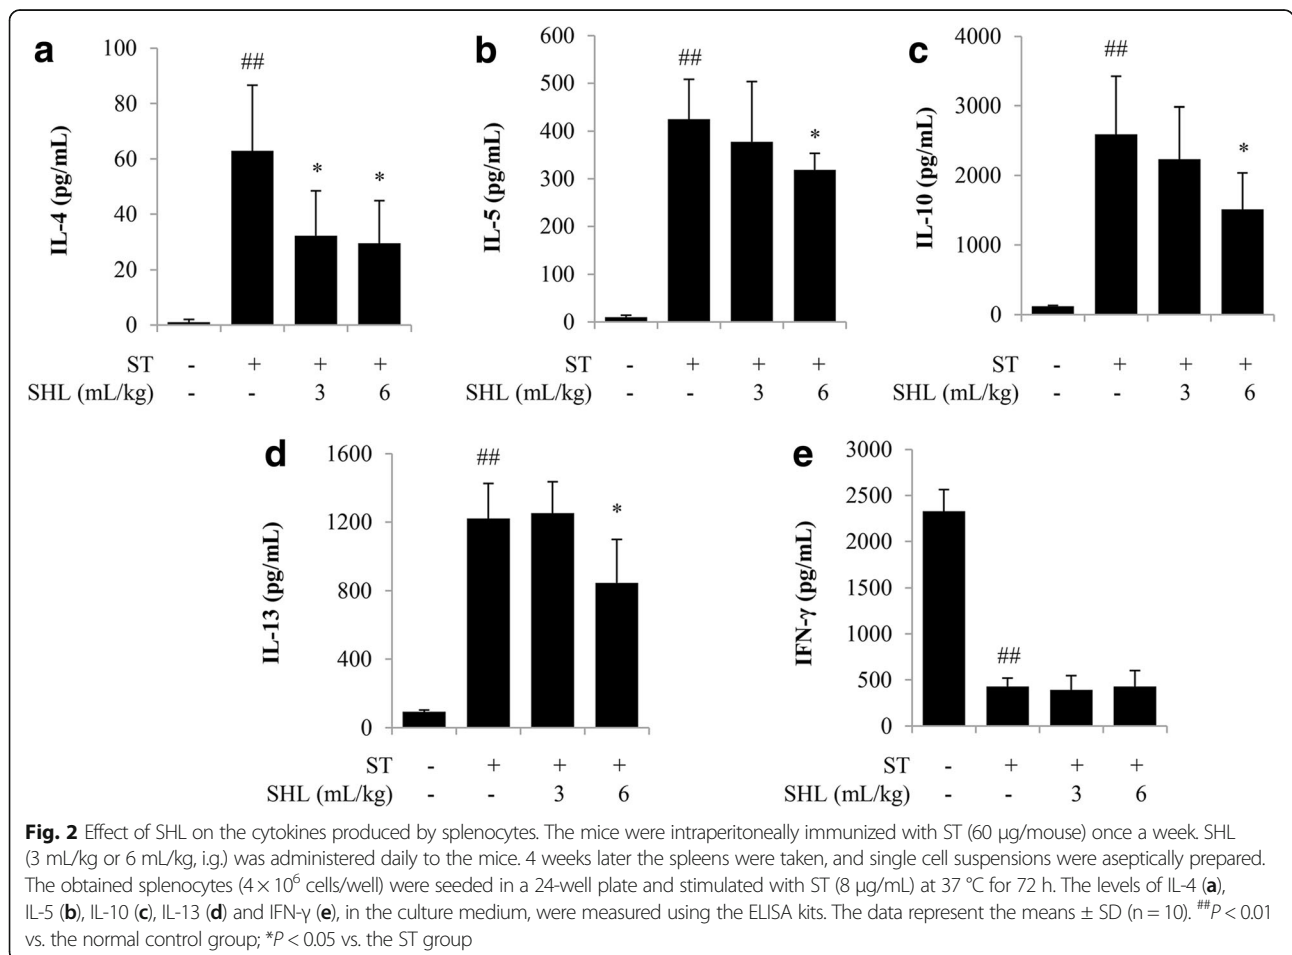 a
100
80
60
40
20
0
IL-4 (pg/mL)
##
*
*
ST - + + +
SHL (mL/kg) - - 3 6
b
600
500
400
300
200
100
0
IL-5 (pg/mL)
##
*
ST - + + +
SHL (mL/kg) - - 3 6
c
4000
3000
2000
1000
0
IL-10 (pg/mL)
##
*
ST - + + +
SHL (mL/kg) - - 3 6
d
1600
1200
800
400
0
IL-13 (pg/mL)
##
*
ST - + + +
SHL (mL/kg) - - 3 6
e
3000
2500
2000
1500
1000
500
0
IFN-γ (pg/mL)
##
ST - + + +
SHL (mL/kg) - - 3 6
Fig. 2 Effect of SHL on the cytokines produced by splenocytes. The mice were intraperitoneally immunized with ST (60 μg/mouse) once a week. SHL
(3 mL/kg or 6 mL/kg, i.g.) was administered daily to the mice. 4 weeks later the spleens were taken, and single cell suspensions were aseptically prepared.
The obtained splenocytes (4 × 10⁶ cells/well) were seeded in a 24-well plate and stimulated with ST (8 μg/mL) at 37 °C for 72 h. The levels of IL-4 (a),
IL-5 (b), IL-10 (c), IL-13 (d) and IFN-γ (e), in the culture medium, were measured using the ELISA kits. The data represent the means ± SD (n = 10). ##P < 0.01
vs. the normal control group; *P < 0.05 vs. the ST group